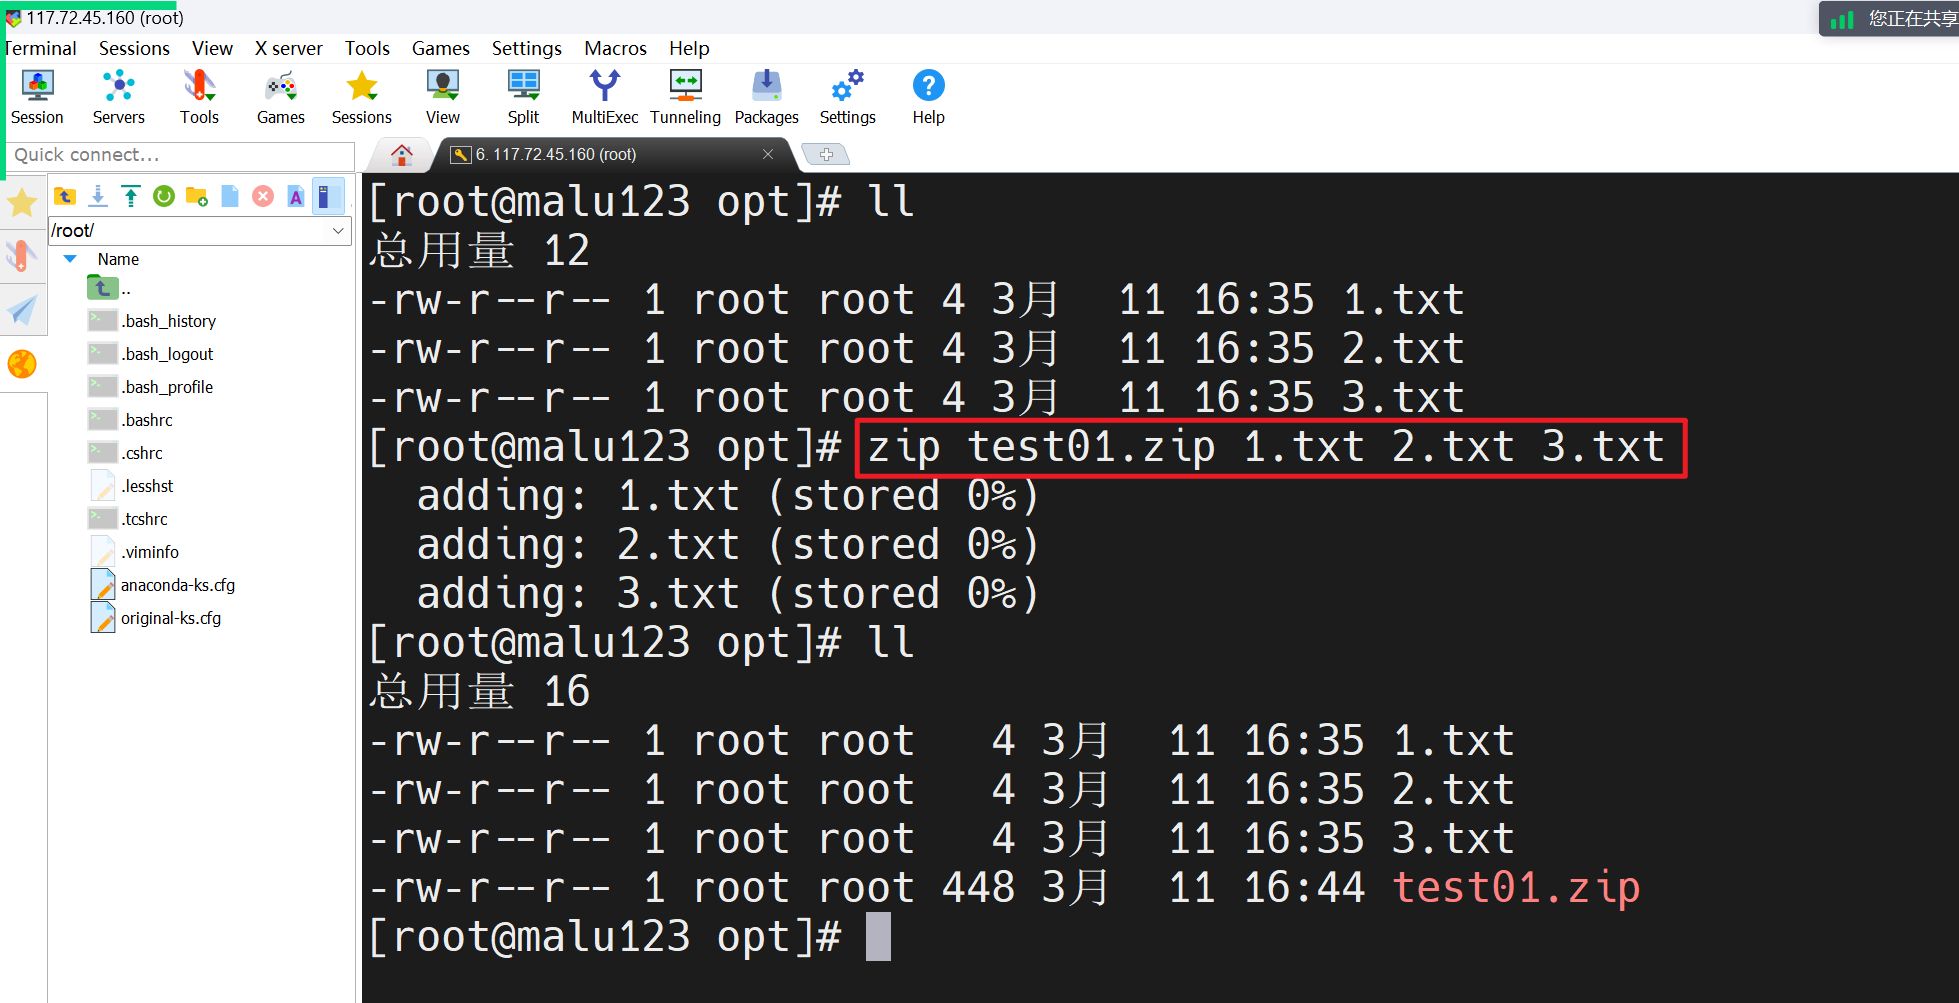 117.72.45.160 (root)
您正在共享
Terminal Sessions View X server Tools Games Settings Macros Help
Session Servers Tools Games Sessions View Split MultiExec Tunneling Packages Settings Help
Quick connect...
6. 117.72.45.160 (root)
/root/
Name
..
.bash_history
.bash_logout
.bash_profile
.bashrc
.cshrc
.lesshst
.tcshrc
.viminfo
anaconda-ks.cfg
original-ks.cfg
[root@malu123 opt]# ll
总用量 12
-rw-r--r-- 1 root root 4 3月  11 16:35 1.txt
-rw-r--r-- 1 root root 4 3月  11 16:35 2.txt
-rw-r--r-- 1 root root 4 3月  11 16:35 3.txt
[root@malu123 opt]# zip test01.zip 1.txt 2.txt 3.txt
  adding: 1.txt (stored 0%)
  adding: 2.txt (stored 0%)
  adding: 3.txt (stored 0%)
[root@malu123 opt]# ll
总用量 16
-rw-r--r-- 1 root root   4 3月  11 16:35 1.txt
-rw-r--r-- 1 root root   4 3月  11 16:35 2.txt
-rw-r--r-- 1 root root   4 3月  11 16:35 3.txt
-rw-r--r-- 1 root root 448 3月  11 16:44 test01.zip
[root@malu123 opt]#